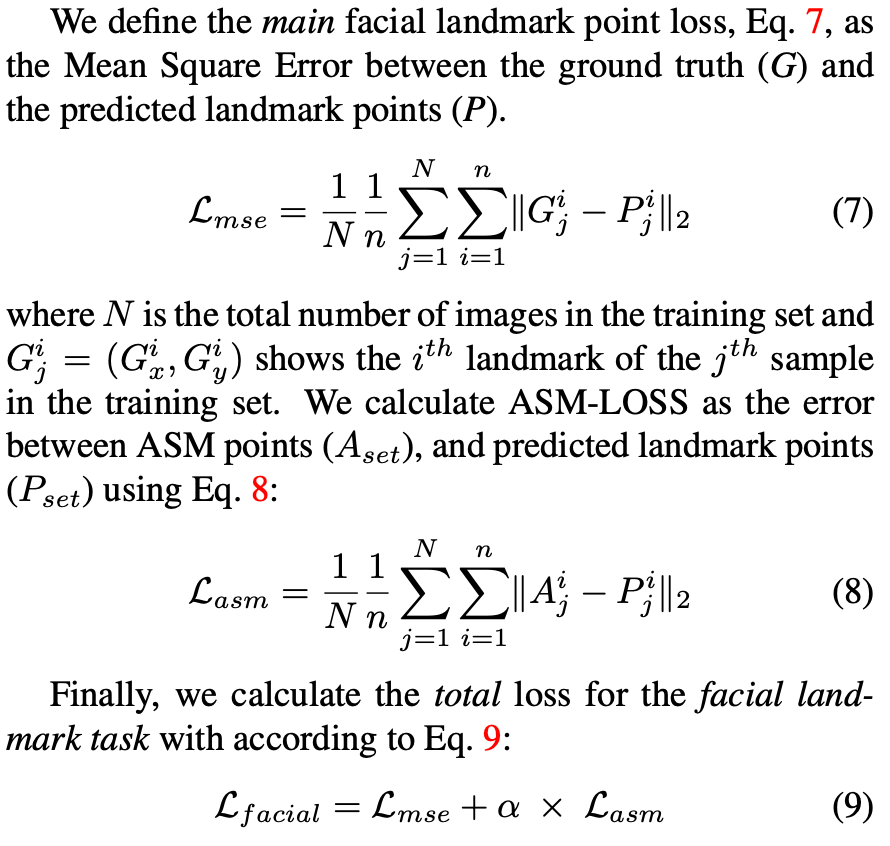 We define the main facial landmark point loss, Eq. 7, as
the Mean Square Error between the ground truth (G) and
the predicted landmark points (P).
\mathcal{L}_{mse} = \frac{1}{N} \frac{1}{n} \sum_{j=1}^{N} \sum_{i=1}^{n} \| G_j^i - P_j^i \|_2 (7)
where N is the total number of images in the training set and
G_j^i = (G_x^i, G_y^i) shows the i^{th} landmark of the j^{th} sample
in the training set. We calculate ASM-LOSS as the error
between ASM points (A_{set}), and predicted landmark points
(P_{set}) using Eq. 8:
\mathcal{L}_{asm} = \frac{1}{N} \frac{1}{n} \sum_{j=1}^{N} \sum_{i=1}^{n} \| A_j^i - P_j^i \|_2 (8)
Finally, we calculate the total loss for the facial land-
mark task with according to Eq. 9:
\mathcal{L}_{facial} = \mathcal{L}_{mse} + \alpha \times \mathcal{L}_{asm} (9)